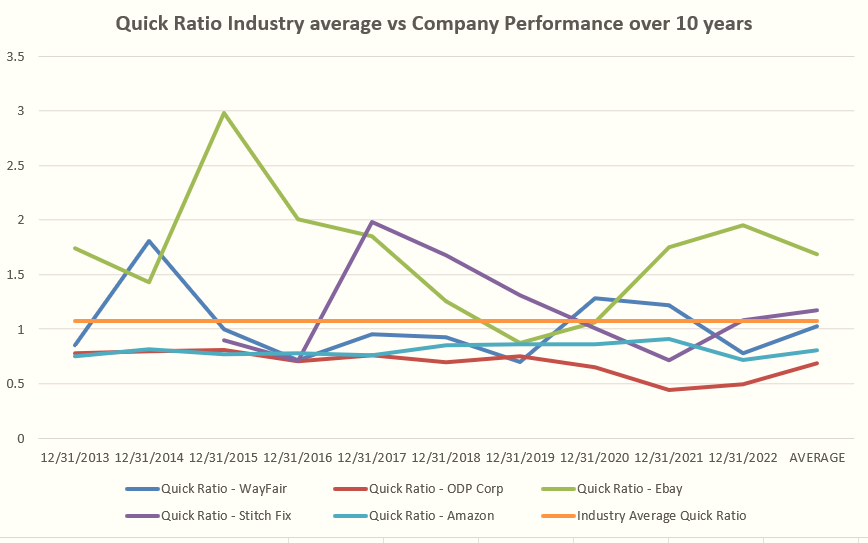 Quick Ratio Industry average vs Company Performance over 10 years
3.5
3
2.5
2
1.5
1
0.5
0
12/31/2013 12/31/2014 12/31/2015 12/31/2016 12/31/2017 12/31/2018 12/31/2019 12/31/2020 12/31/2021 12/31/2022 AVERAGE
Quick Ratio - WayFair Quick Ratio - ODP Corp Quick Ratio - Ebay
Quick Ratio - Stitch Fix Quick Ratio - Amazon Industry Average Quick Ratio